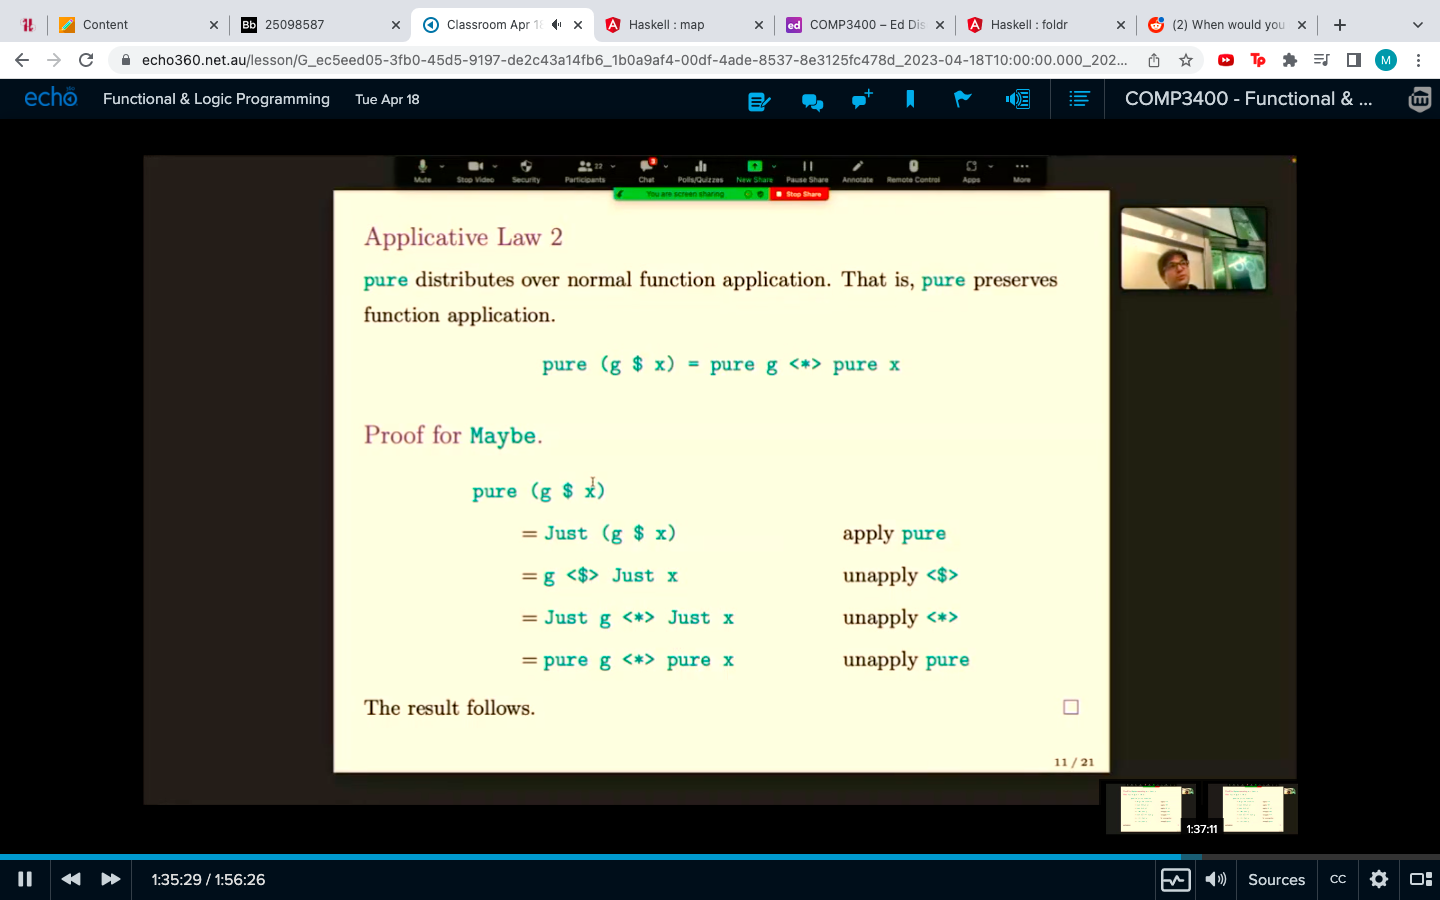 Content
Bb 25098587
Classroom Apr 18
Haskell : map
ed COMP3400 – Ed Dis
Haskell : foldr
(2) When would you
echo360.net.au/lesson/G_ec5eed05-3fb0-45d5-9197-de2c43a14fb6_1b0a9af4-00df-4ade-8537-8e3125fc478d_2023-04-18T10:00:00.000_202...
Tp
M
echo Functional & Logic Programming Tue Apr 18
COMP3400 - Functional & ...
Mute Stop Video Security Participants 22 Chat Polls/Quizzes New Share Pause Share Annotate Remote Control Apps More
You are screen sharing Stop Share
Applicative Law 2
pure distributes over normal function application. That is, pure preserves
function application.
pure (g $ x) = pure g <*> pure x
Proof for Maybe.
pure (g $ x)
= Just (g $ x) apply pure
= g <$> Just x unapply <$>
= Just g <*> Just x unapply <*>
= pure g <*> pure x unapply pure
The result follows. □
11 / 21
1:37:11
1:35:29 / 1:56:26
Sources
CC